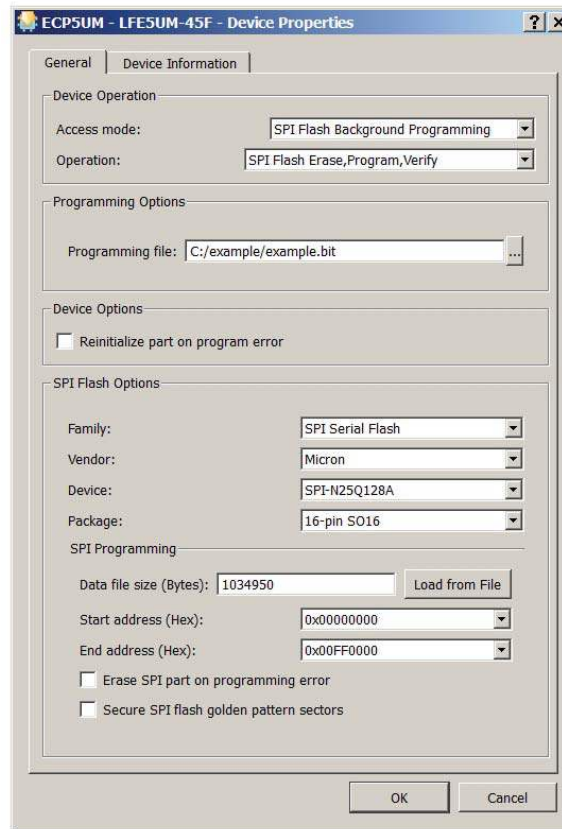 ECP5UM - LFE5UM-45F - Device Properties
General Device Information
Device Operation
Access mode: SPI Flash Background Programming
Operation: SPI Flash Erase,Program,Verify
Programming Options
Programming file: C:/example/example.bit ...
Device Options
Reinitialize part on program error
SPI Flash Options
Family: SPI Serial Flash
Vendor: Micron
Device: SPI-N25Q128A
Package: 16-pin SO16
SPI Programming
Data file size (Bytes): 1034950 Load from File
Start address (Hex): 0x00000000
End address (Hex): 0x00FF0000
Erase SPI part on programming error
Secure SPI flash golden pattern sectors
OK Cancel